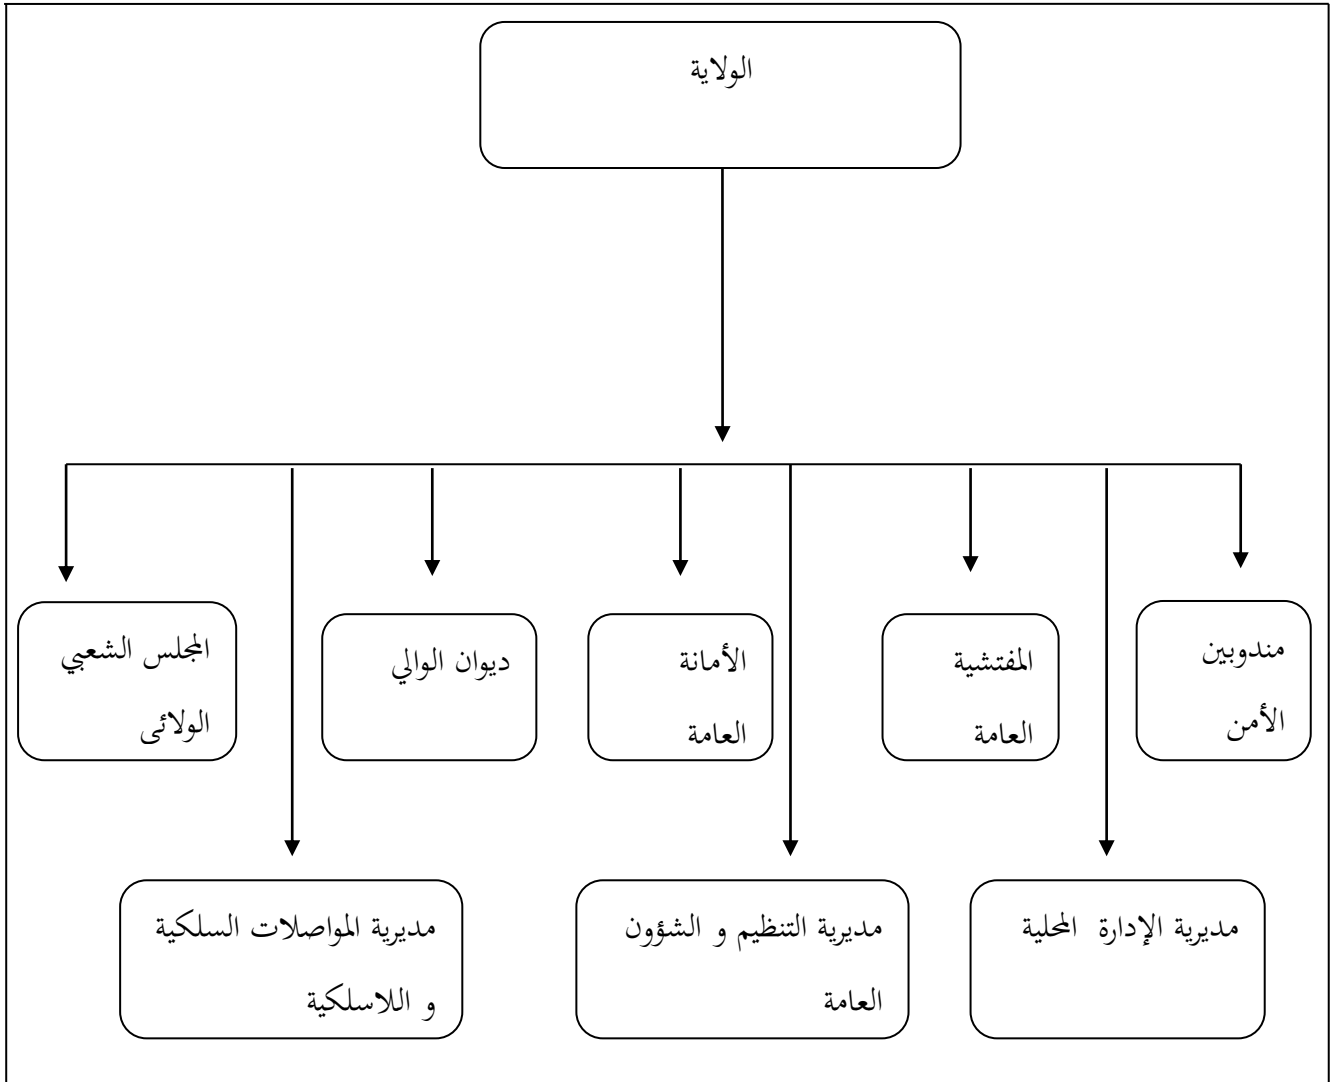 الولاية
مندوبين
الأمن
المفتشية
العامة
الأمانة
العامة
ديوان الوالي
المجلس الشعبي
الولائى
مديرية الإدارة المحلية
مديرية التنظيم و الشؤون
العامة
مديرية المواصلات السلكية
و اللاسلكية